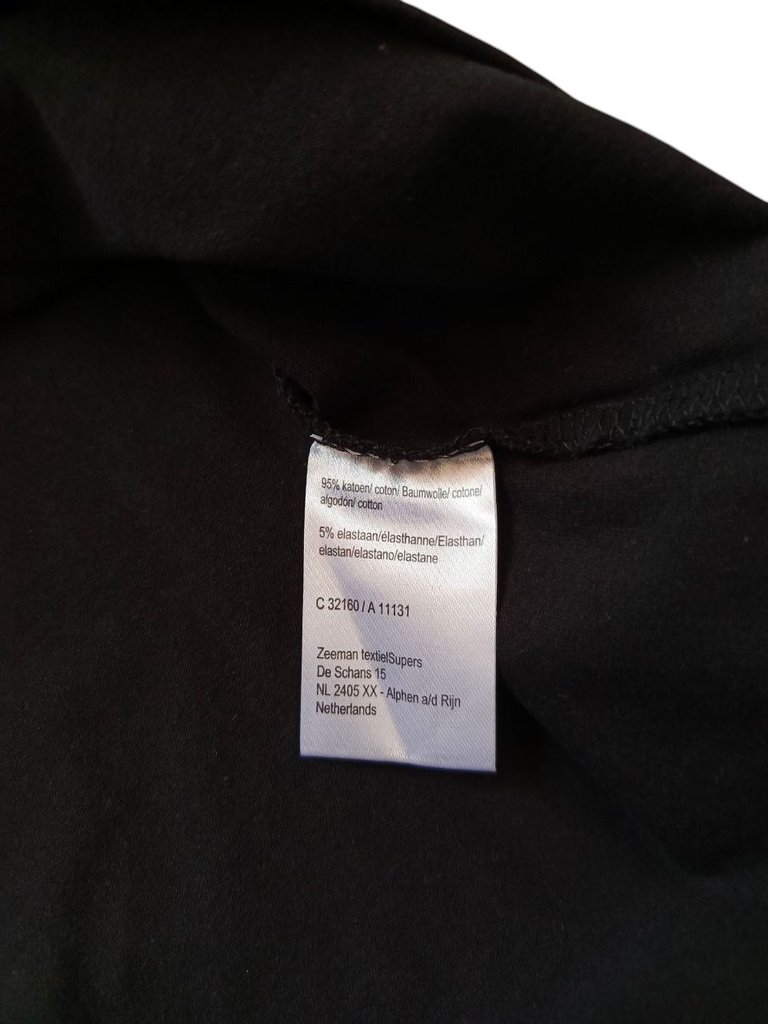 95% katoen/ coton/ Baumwolle/ cotone/
algodón/ cotton
5% elastaan/élasthanne/Elasthan/
elastan/elastano/elastane
C 32160 / A 11131
Zeeman textielSupers
De Schans 15
NL 2405 XX - Alphen a/d Rijn
Netherlands